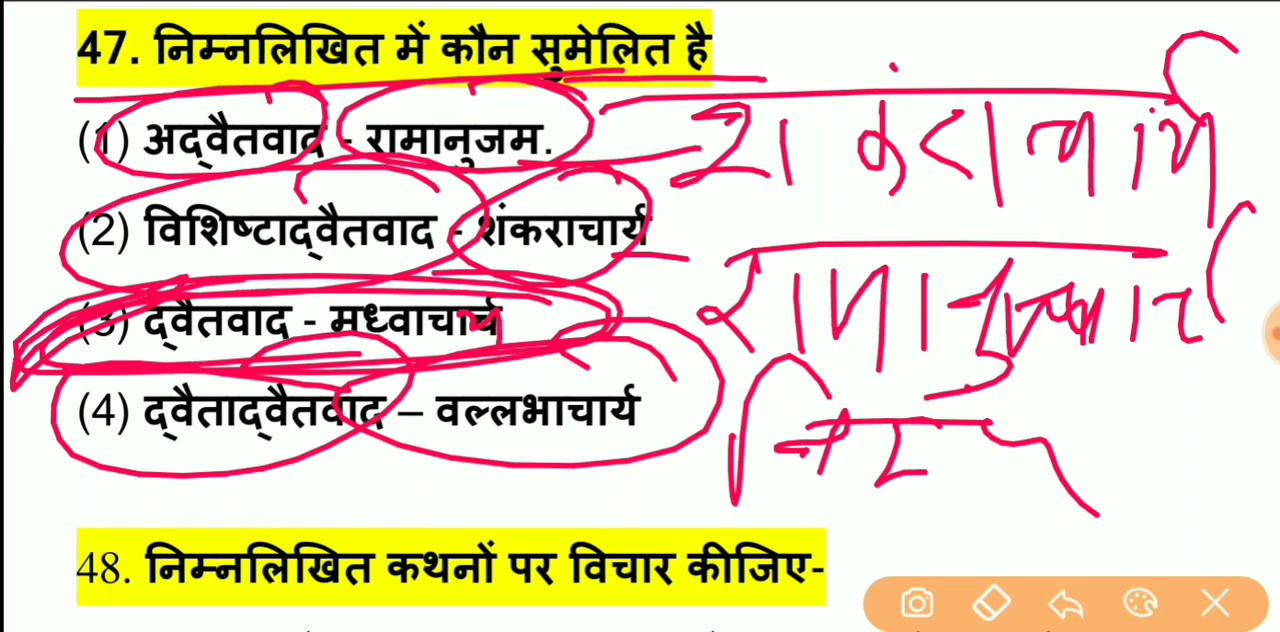 47. निम्नलिखित में कौन सुमेलित है
(1) अद्वैतवाद - रामानुजम.
शंकराचार्य
(2) विशिष्टाद्वैतवाद - शंकराचार्य
(3) द्वैतवाद - मध्वाचार्य
(4) द्वैताद्वैतवाद – वल्लभाचार्य
48. निम्नलिखित कथनों पर विचार कीजिए-